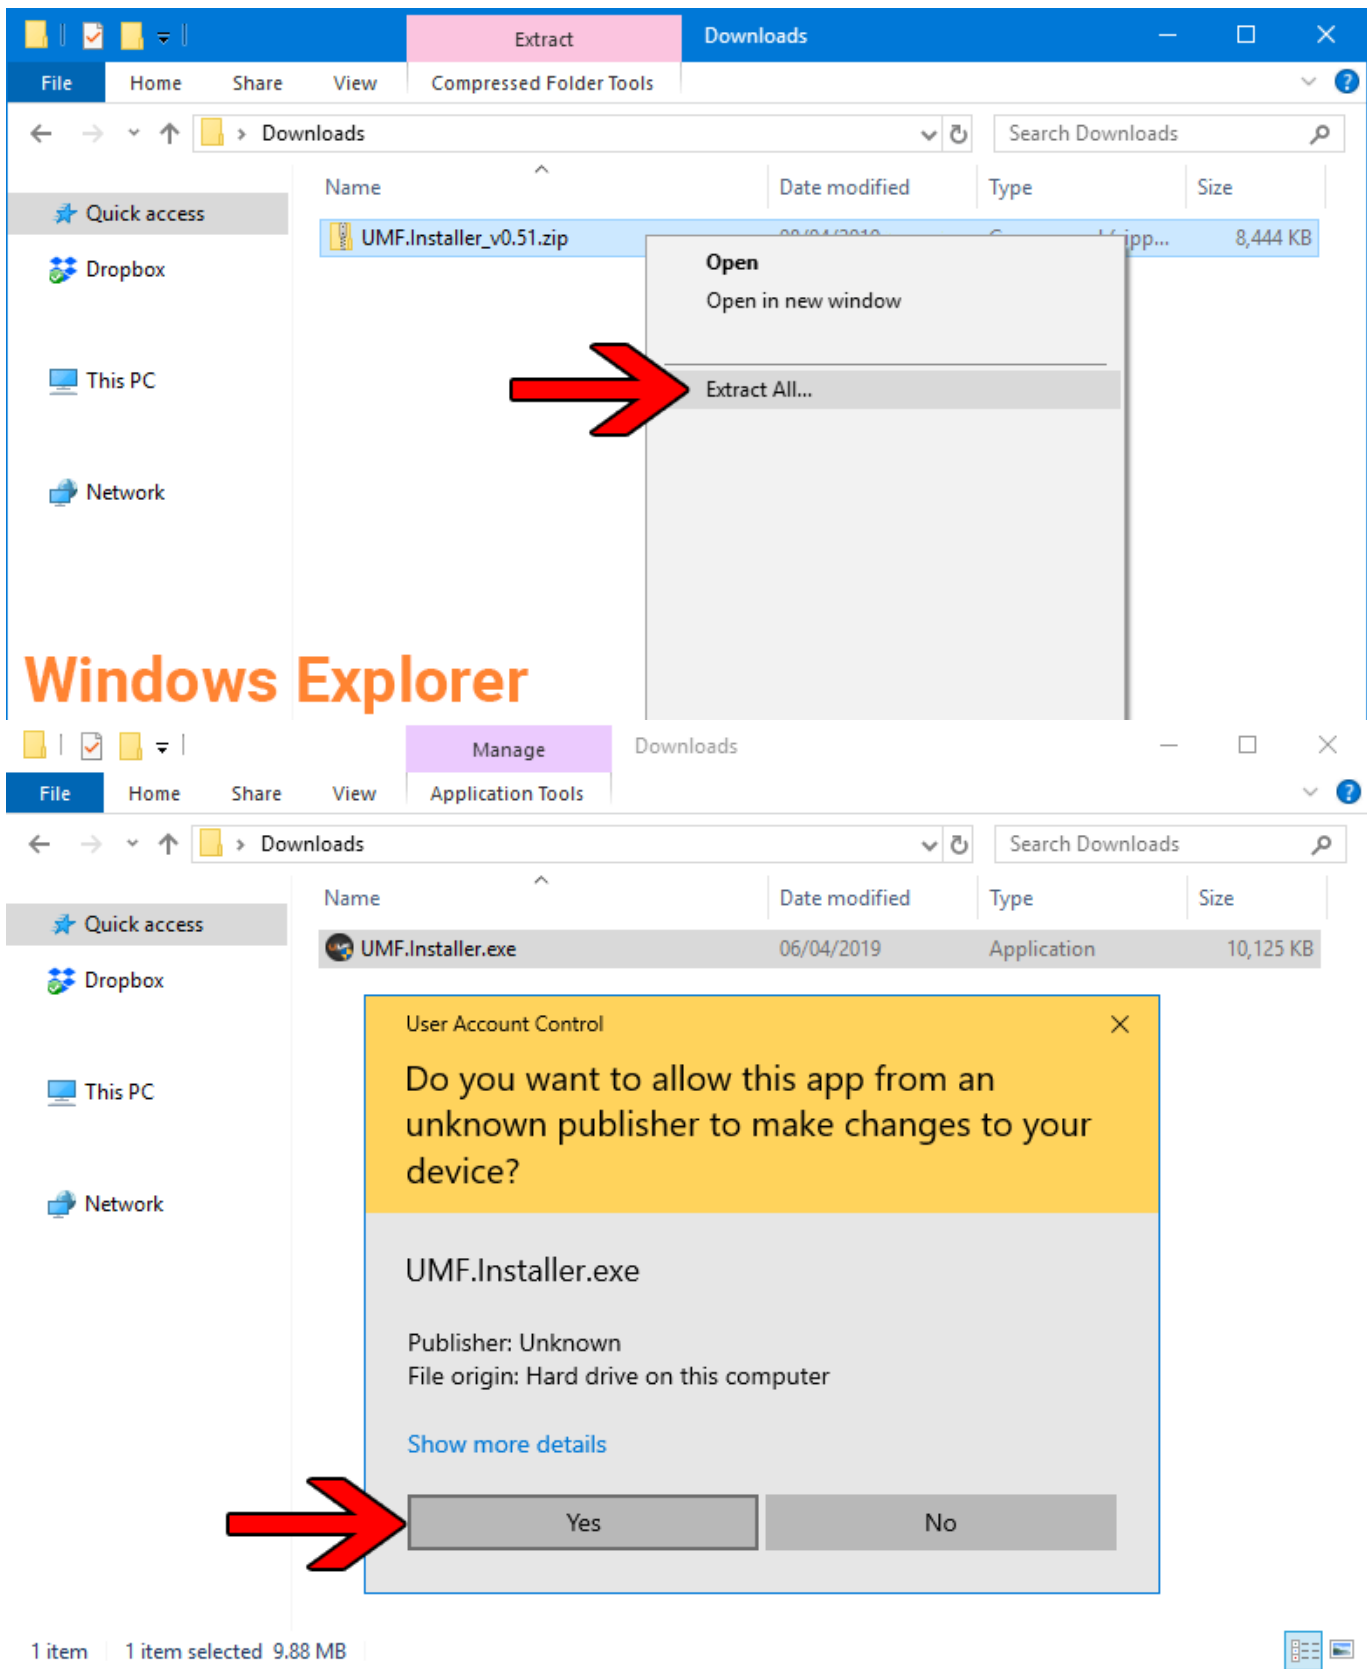 Extract
Downloads
File Home Share View Compressed Folder Tools
Downloads
Search Downloads
Name Date modified Type Size
Quick access
UMF.Installer_v0.51.zip 8,444 KB
Open
Dropbox
Open in new window
This PC
Extract All...
Network
Windows Explorer
Manage
Downloads
File Home Share View Application Tools
Downloads
Search Downloads
Name Date modified Type Size
Quick access
UMF.Installer.exe 06/04/2019 Application 10,125 KB
Dropbox
User Account Control
Do you want to allow this app from an
unknown publisher to make changes to your
device?
This PC
Network
UMF.Installer.exe
Publisher: Unknown
File origin: Hard drive on this computer
Show more details
Yes No
1 item 1 item selected 9.88 MB